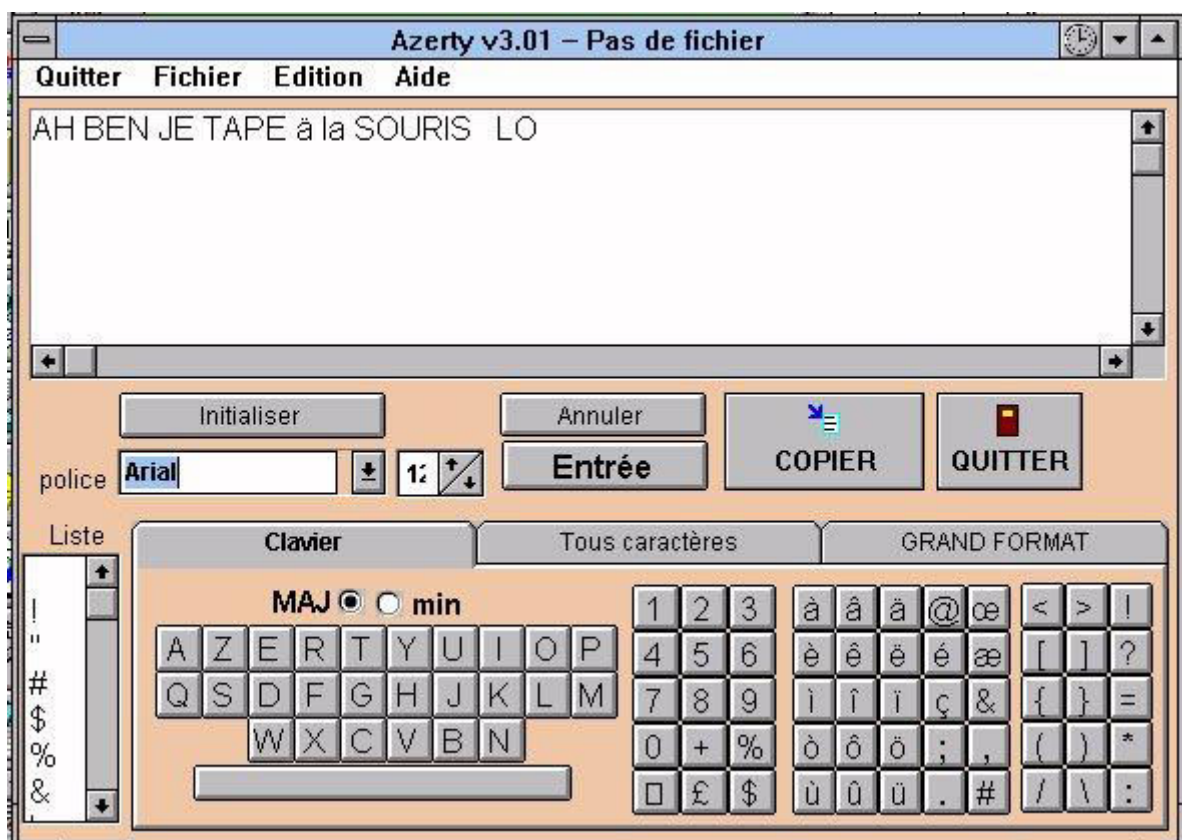 Azerty v3.01 – Pas de fichier
Quitter Fichier Edition Aide
AH BEN JE TAPE ä la SOURIS LO
Initialiser Annuler
COPIER QUITTER
police Arial 12 Entrée
Liste Clavier Tous caractères GRAND FORMAT
MAJ min
!
"
#
$
%
&
A Z E R T Y U I O P
Q S D F G H J K L M
W X C V B N
1 2 3
4 5 6
7 8 9
0 + %
£ $
à â ä @ œ
è ê ë é æ
ì î ï ç &
ò ô ö ; ,
ù û ü . #
< > !
[ ] ?
{ } =
( ) *
/ \ :